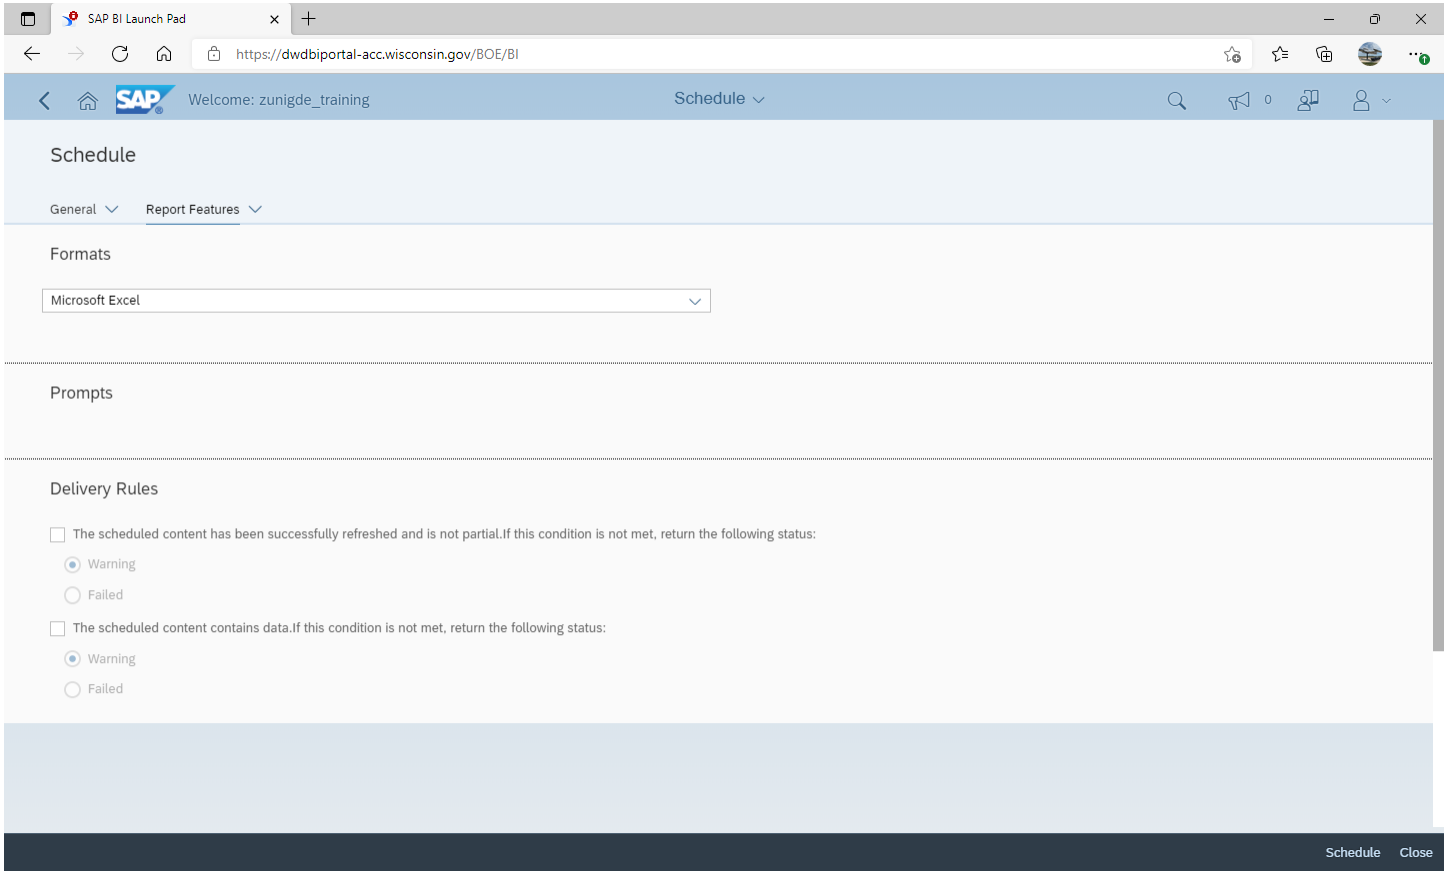 SAP BI Launch Pad
https://dwdbiportal-acc.wisconsin.gov/BOE/BI
SAP® Welcome: zunigde_training Schedule 0
Schedule
General Report Features
Formats
Microsoft Excel
Prompts
Delivery Rules
The scheduled content has been successfully refreshed and is not partial.If this condition is not met, return the following status:
Warning
Failed
The scheduled content contains data.If this condition is not met, return the following status:
Warning
Failed
Schedule Close